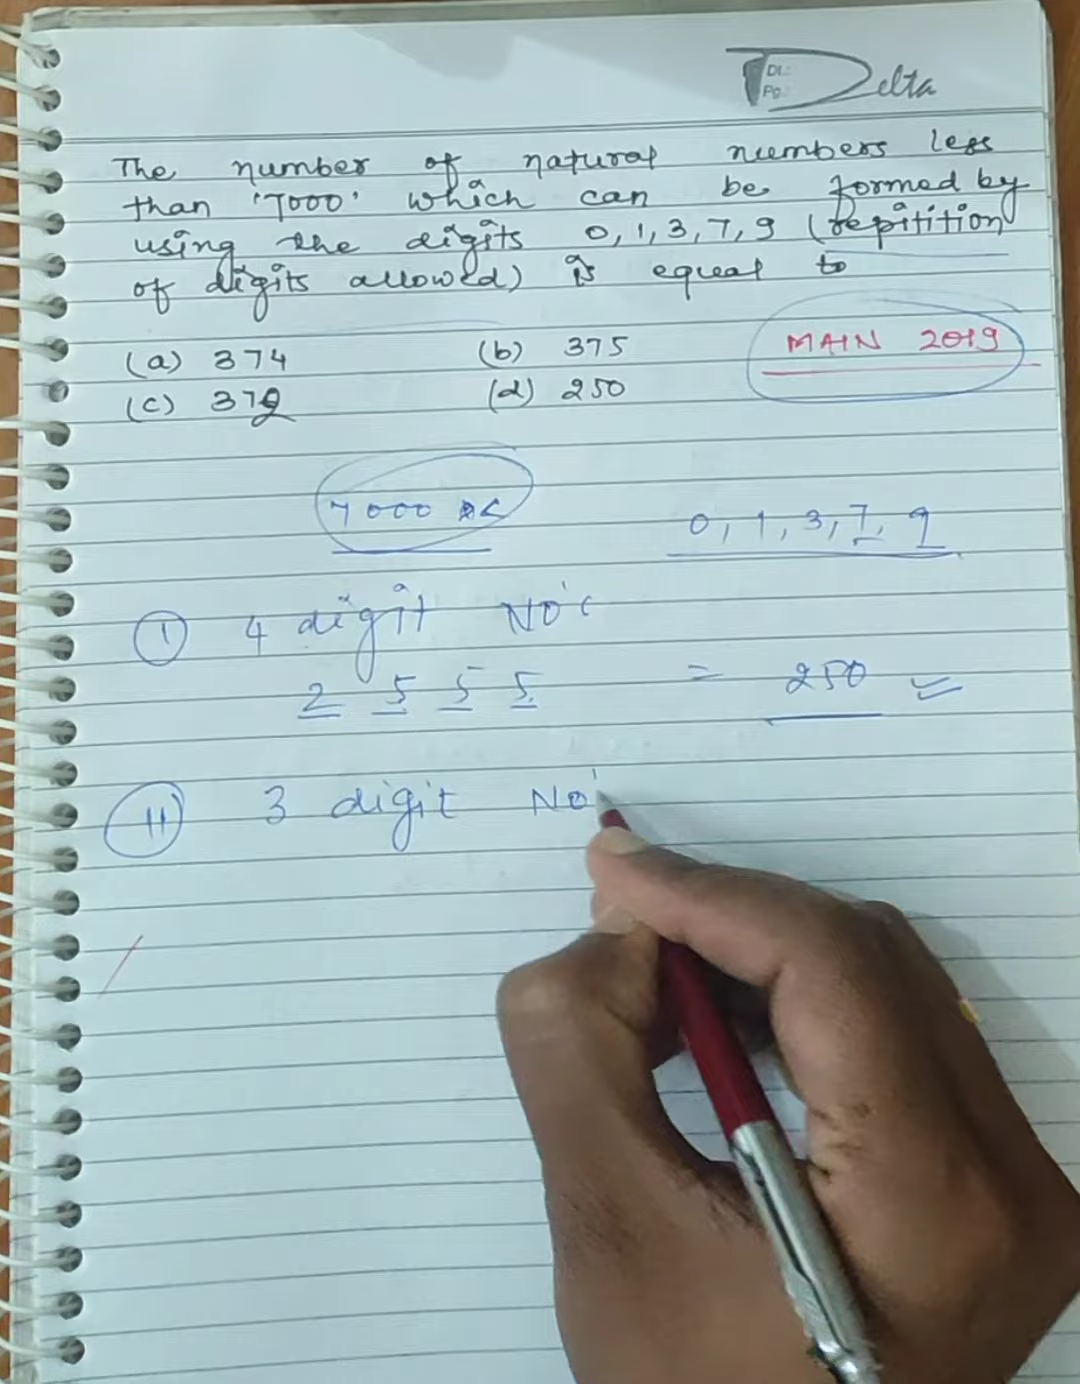 Dt.:
Pg.:
Delta
The number of natural numbers less
than '7000' which can be formed by
using the digits 0, 1, 3, 7, 9 (repitition
of digits allowed) is equal to
(a) 374 (b) 375
MAIN 2019
(c) 372 (d) 250
7000 <
0, 1, 3, 7, 9
I 4 digit No's
2 5 5 5 = 250
II 3 digit No'